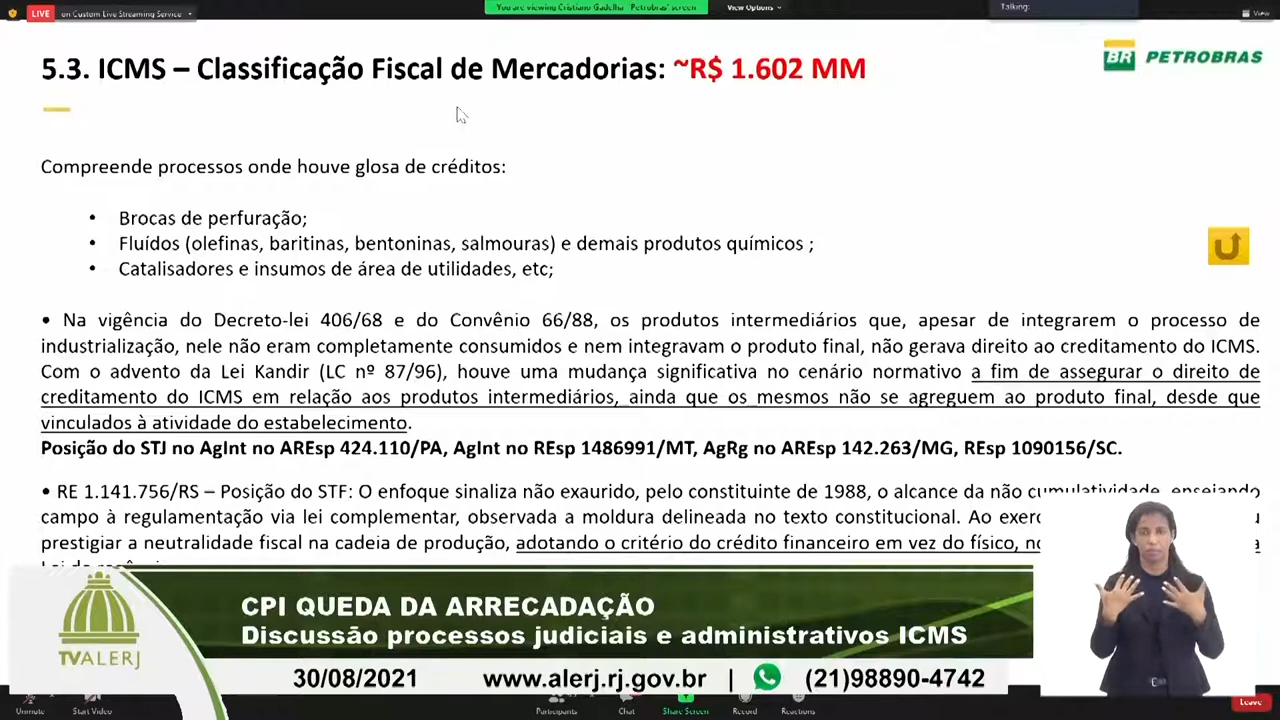 LIVE on Custom Live Streaming Service
You are viewing Cristiano Gadelha - Petrobras' screen
View Options
Talking:
View
5.3. ICMS – Classificação Fiscal de Mercadorias: ~R$ 1.602 MM
BR PETROBRAS
Compreende processos onde houve glosa de créditos:
• Brocas de perfuração;
• Fluídos (olefinas, baritinas, bentoninas, salmouras) e demais produtos químicos ;
• Catalisadores e insumos de área de utilidades, etc;
• Na vigência do Decreto-lei 406/68 e do Convênio 66/88, os produtos intermediários que, apesar de integrarem o processo de
industrialização, nele não eram completamente consumidos e nem integravam o produto final, não gerava direito ao creditamento do ICMS.
Com o advento da Lei Kandir (LC nº 87/96), houve uma mudança significativa no cenário normativo a fim de assegurar o direito de
creditamento do ICMS em relação aos produtos intermediários, ainda que os mesmos não se agreguem ao produto final, desde que
vinculados à atividade do estabelecimento.
Posição do STJ no AgInt no AREsp 424.110/PA, AgInt no REsp 1486991/MT, AgRg no AREsp 142.263/MG, REsp 1090156/SC.
• RE 1.141.756/RS – Posição do STF: O enfoque sinaliza não exaurido, pelo constituinte de 1988, o alcance da não cumulatividade, ensejando
campo à regulamentação via lei complementar, observada a moldura delineada no texto constitucional. Ao
prestigiar a neutralidade fiscal na cadeia de produção, adotando o critério do crédito financeiro em vez do físico,
CPI QUEDA DA ARRECADAÇÃO
Discussão processos judiciais e administrativos ICMS
TVALERJ
30/08/2021 www.alerj.rj.gov.br | (21)98890-4742
Unmute Start Video Participants Chat Share Screen Record Reactions Leave